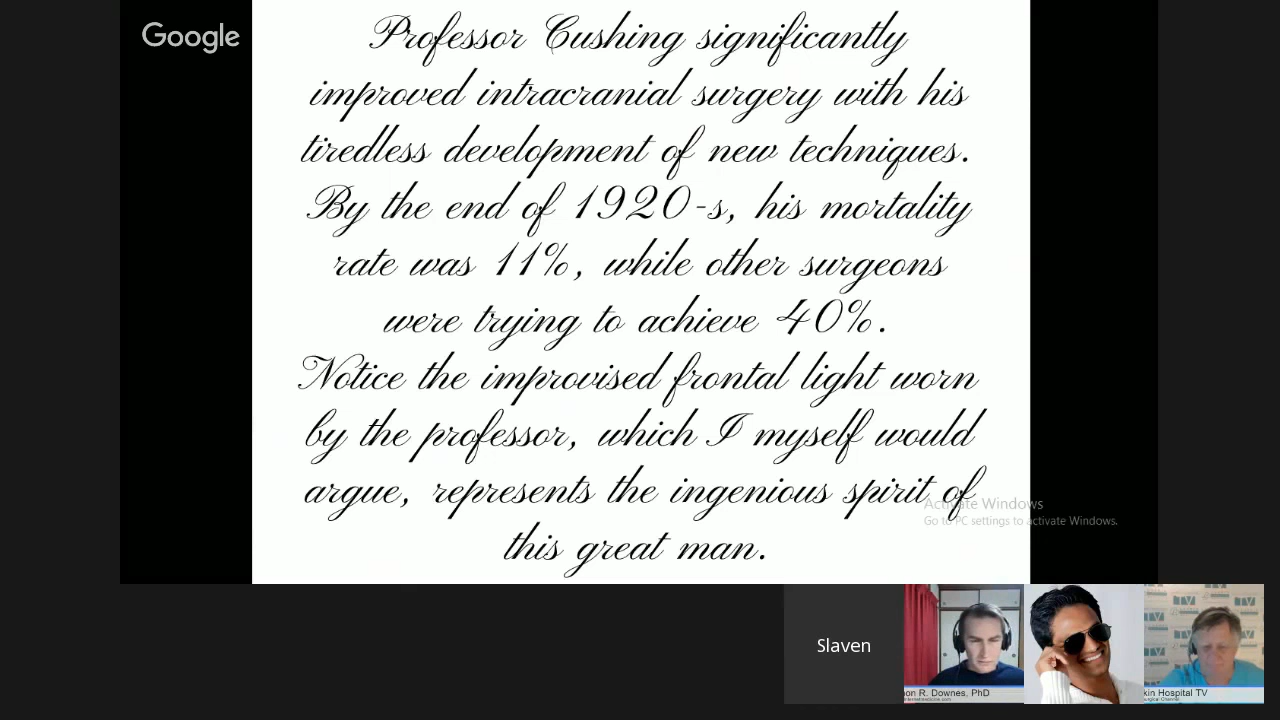 Google
Professor Cushing significantly
improved intracranial surgery with his
tiredless development of new techniques.
By the end of 1920-s, his mortality
rate was 11%, while other surgeons
were trying to achieve 40%.
Notice the improvised frontal light worn
by the professor, which I myself would
argue, represents the ingenious spirit of
this great man.
Activate Windows
Go to PC settings to activate Windows.
Slaven
on R. Downes, PhD
kin Hospital TV